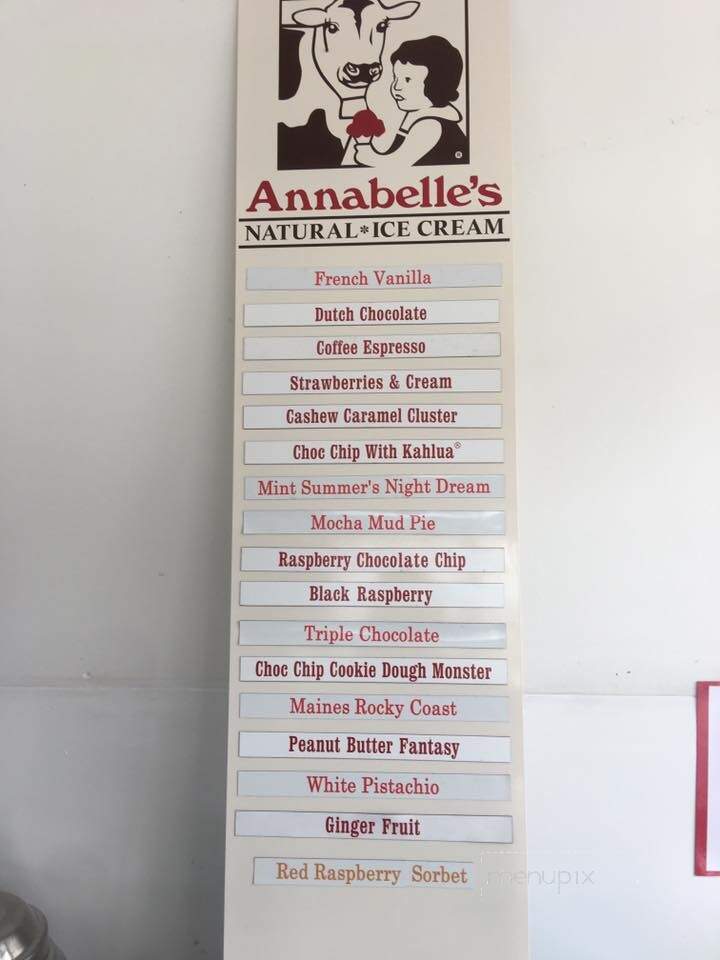 Annabelle's
NATURAL*ICE CREAM
French Vanilla
Dutch Chocolate
Coffee Espresso
Strawberries & Cream
Cashew Caramel Cluster
Choc Chip With Kahlua®
Mint Summer's Night Dream
Mocha Mud Pie
Raspberry Chocolate Chip
Black Raspberry
Triple Chocolate
Choc Chip Cookie Dough Monster
Maines Rocky Coast
Peanut Butter Fantasy
White Pistachio
Ginger Fruit
Red Raspberry Sorbet
menupix